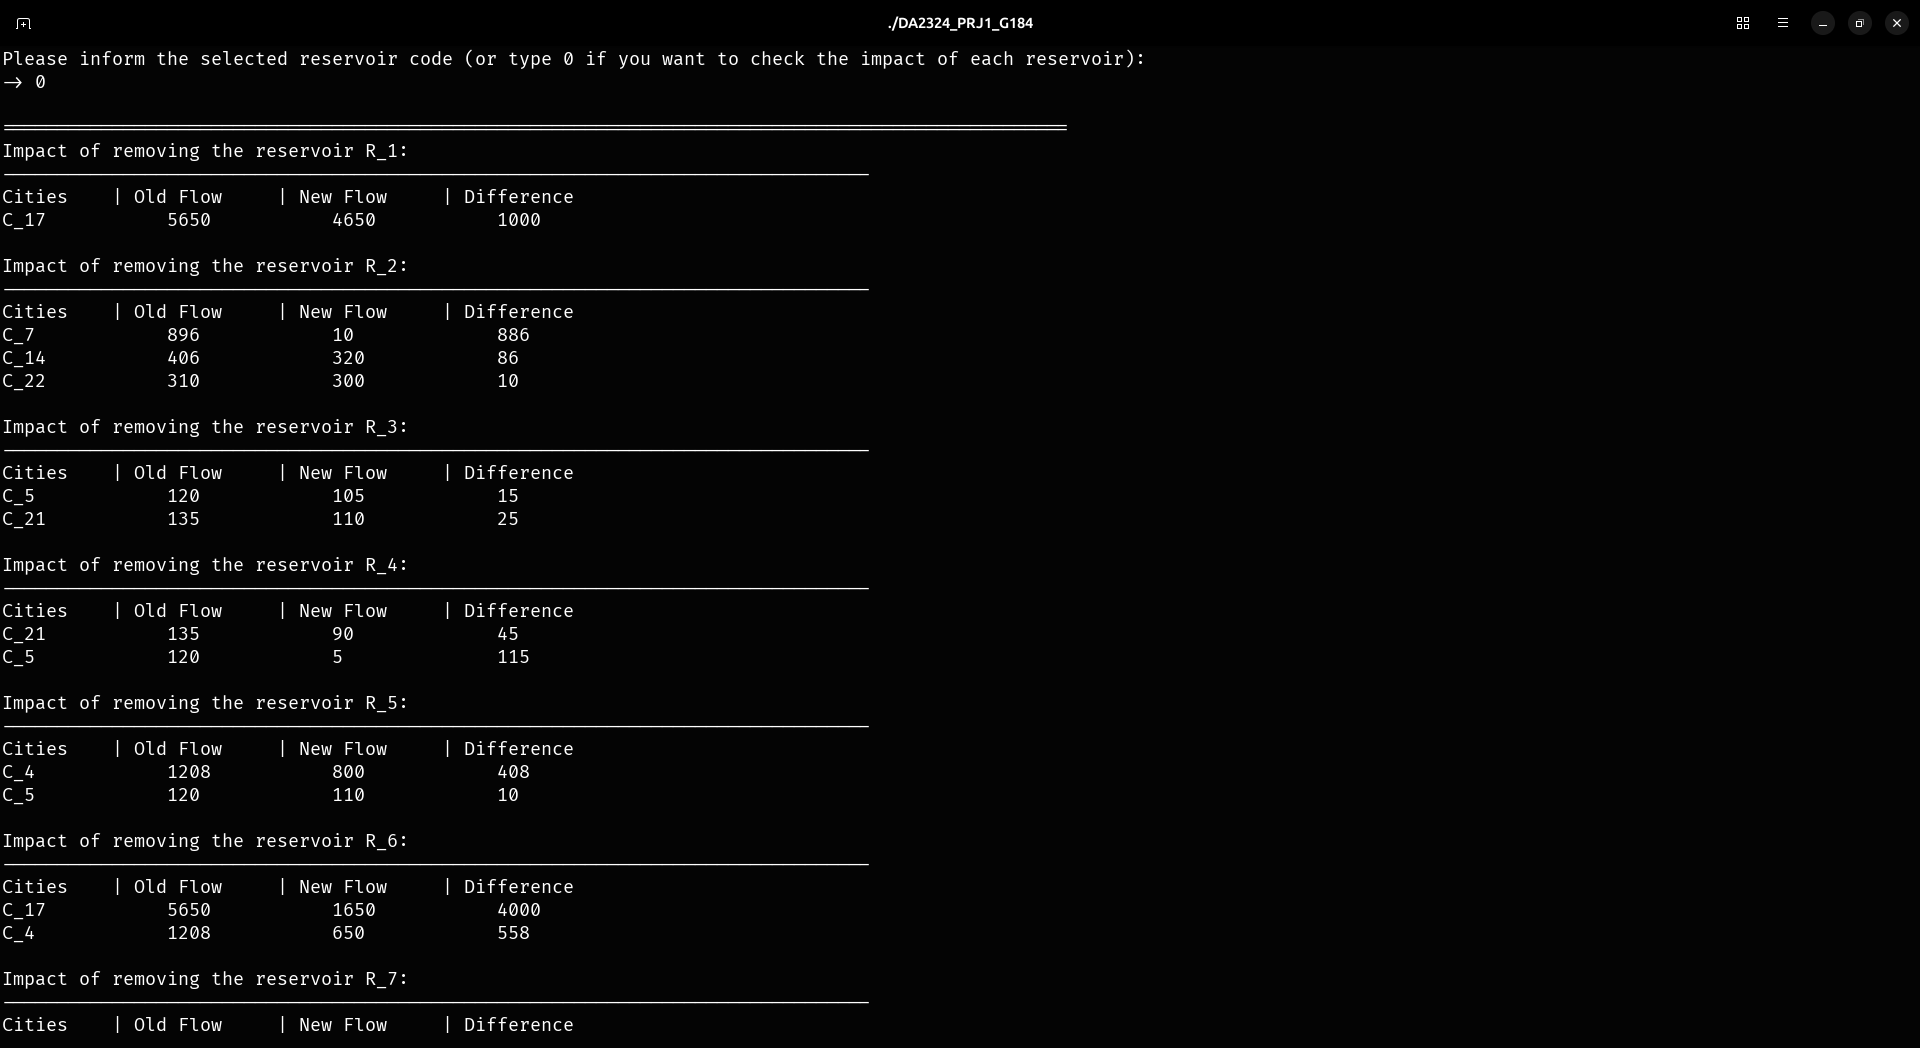 ./DA2324_PRJ1_G184
Please inform the selected reservoir code (or type 0 if you want to check the impact of each reservoir):
-> 0
Impact of removing the reservoir R_1:
Cities | Old Flow | New Flow | Difference
C_17 5650 4650 1000
Impact of removing the reservoir R_2:
Cities | Old Flow | New Flow | Difference
C_7 896 10 886
C_14 406 320 86
C_22 310 300 10
Impact of removing the reservoir R_3:
Cities | Old Flow | New Flow | Difference
C_5 120 105 15
C_21 135 110 25
Impact of removing the reservoir R_4:
Cities | Old Flow | New Flow | Difference
C_21 135 90 45
C_5 120 5 115
Impact of removing the reservoir R_5:
Cities | Old Flow | New Flow | Difference
C_4 1208 800 408
C_5 120 110 10
Impact of removing the reservoir R_6:
Cities | Old Flow | New Flow | Difference
C_17 5650 1650 4000
C_4 1208 650 558
Impact of removing the reservoir R_7:
Cities | Old Flow | New Flow | Difference